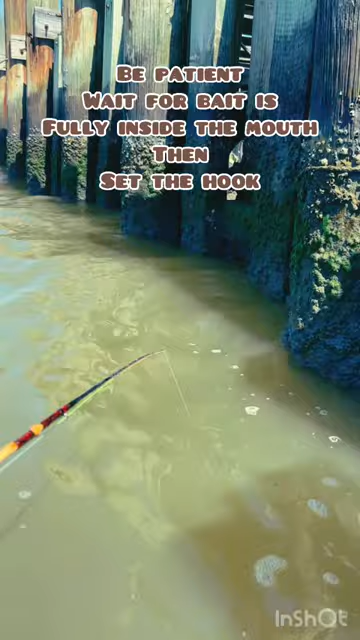 Be patient
Wait for bait is
Fully inside the mouth
Then
Set the hook
InShOt